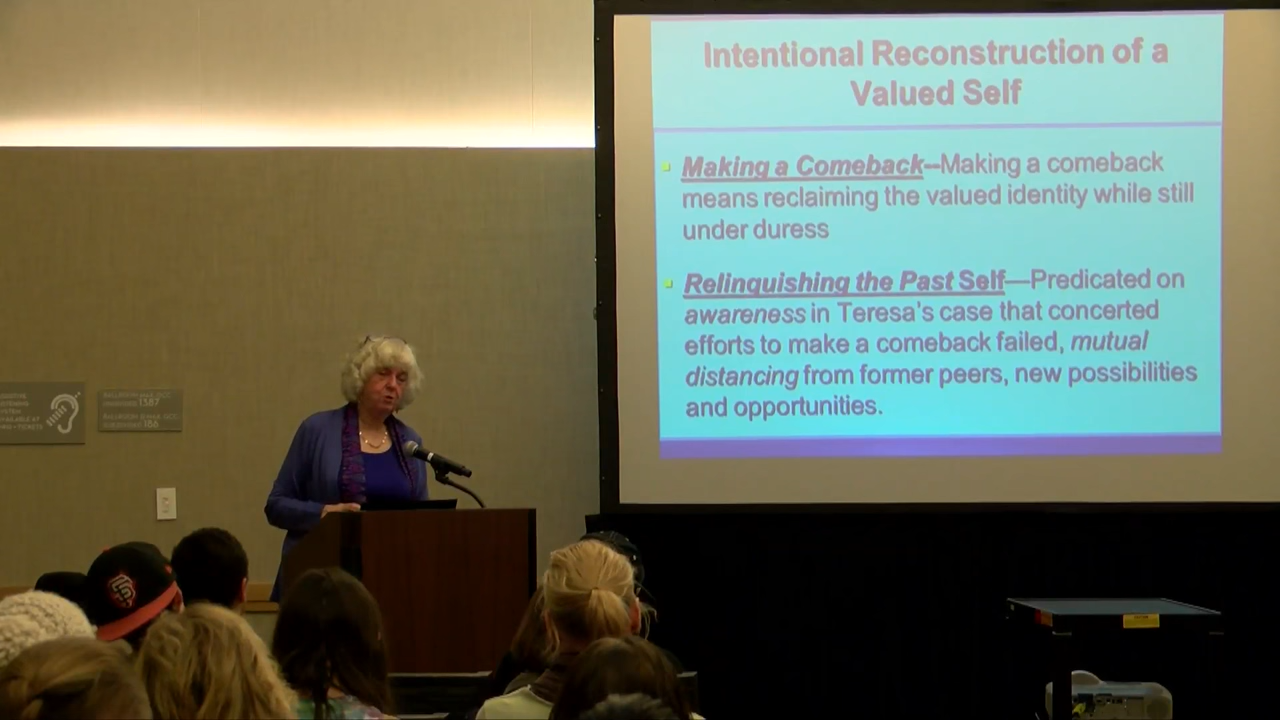 Intentional Reconstruction of a
Valued Self
Making a Comeback–Making a comeback
means reclaiming the valued identity while still
under duress
Relinquishing the Past Self—Predicated on
awareness in Teresa's case that concerted
efforts to make a comeback failed, mutual
distancing from former peers, new possibilities
and opportunities.